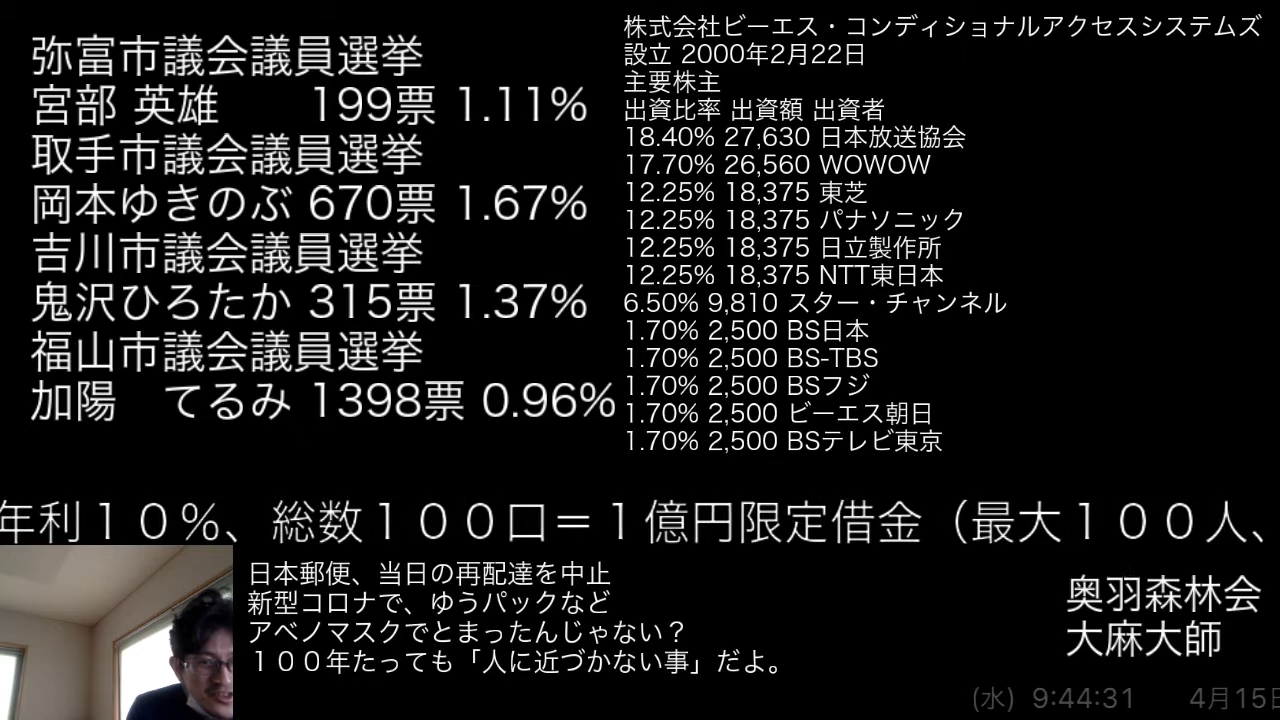 弥富市議会議員選挙
宮部 英雄　　199票 1.11%
取手市議会議員選挙
岡本ゆきのぶ 670票 1.67%
吉川市議会議員選挙
鬼沢ひろたか 315票 1.37%
福山市議会議員選挙
加陽　てるみ 1398票 0.96%
株式会社ビーエス・コンディショナルアクセスシステムズ
設立 2000年2月22日
主要株主
出資比率 出資額 出資者
18.40% 27,630 日本放送協会
17.70% 26,560 WOWOW
12.25% 18,375 東芝
12.25% 18,375 パナソニック
12.25% 18,375 日立製作所
12.25% 18,375 NTT東日本
6.50% 9,810 スター・チャンネル
1.70% 2,500 BS日本
1.70% 2,500 BS-TBS
1.70% 2,500 BSフジ
1.70% 2,500 ビーエス朝日
1.70% 2,500 BSテレビ東京
年利１０％、総数１００口＝１億円限定借金（最大１００人、
日本郵便、当日の再配達を中止
新型コロナで、ゆうパックなど
アベノマスクでとまったんじゃない？
１００年たっても「人に近づかない事」だよ。
奥羽森林会
大麻大師
(水) 9:44:31　4月15日